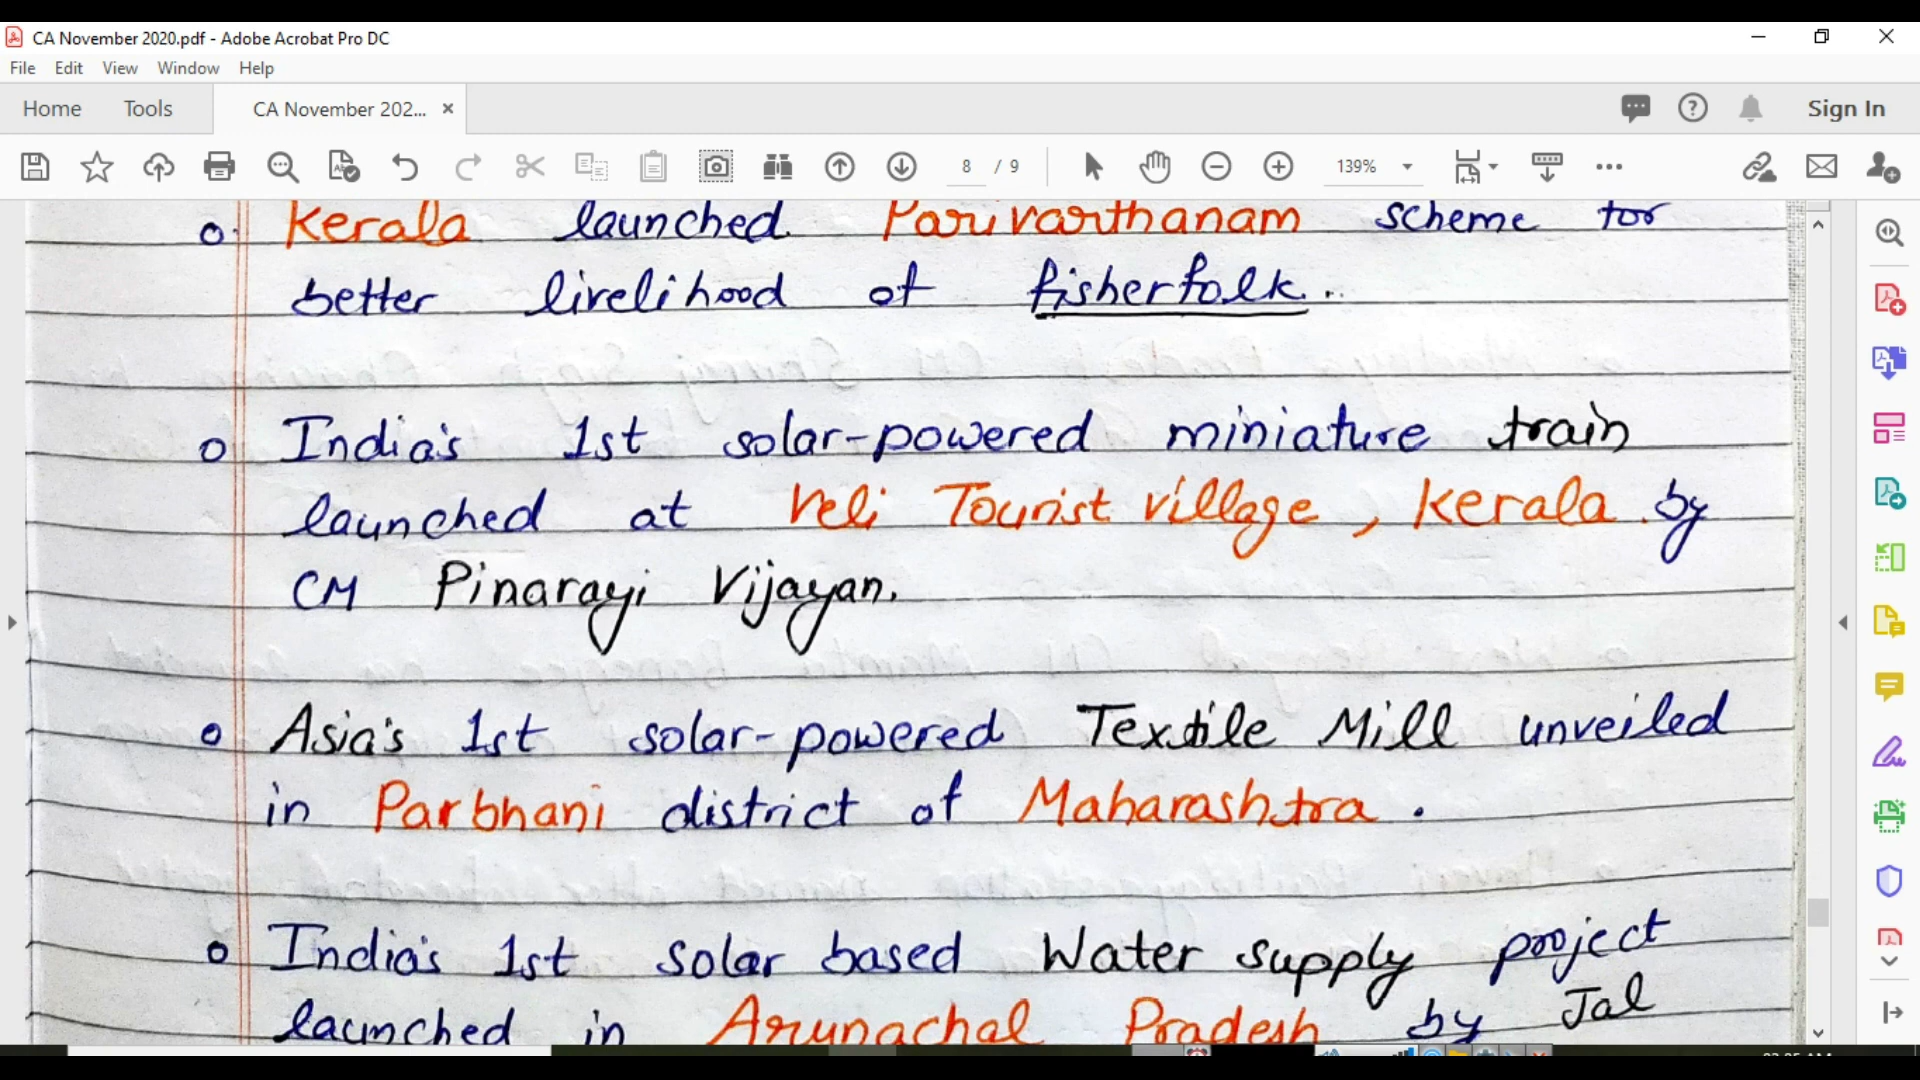 CA November 2020.pdf - Adobe Acrobat Pro DC
File Edit View Window Help
Home Tools CA November 202... × Sign In
8 / 9 139%
Kerala launched Parivarthanam scheme for
better livelihood of fisherfolk.
India's 1st solar-powered miniature train
launched at Veli Tourist Village, Kerala by
CM Pinarayi Vijayan.
Asia's 1st solar-powered Textile Mill unveiled
in Parbhani district of Maharashtra.
India's 1st solar based Water supply project
launched in Arunachal Pradesh by Jal